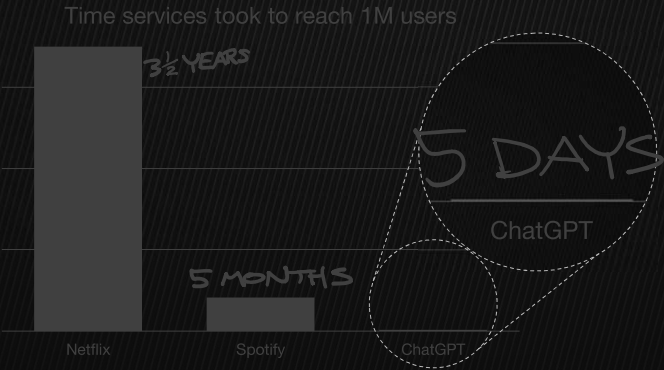 Time services took to reach 1M users
3½ YEARS
5 MONTHS
5 DAYS
ChatGPT
Netflix
Spotify
ChatGPT